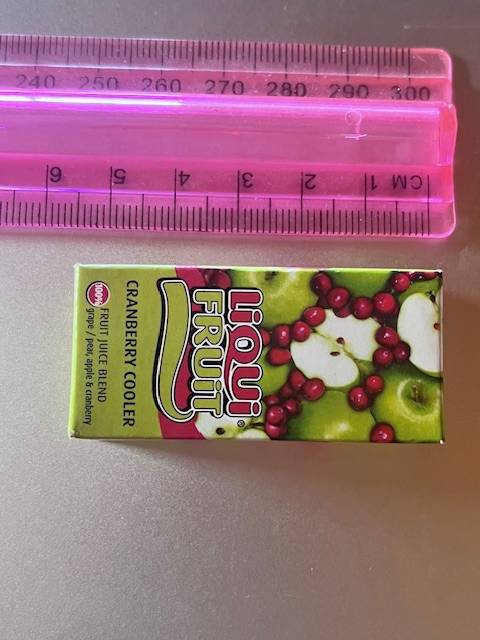 240 250 260 270 280 290 300
6 5 4 3 2 1 CM
LiQUi
FRUiT®
CRANBERRY COOLER
100% FRUIT JUICE BLEND
grape / pear, apple & cranberry